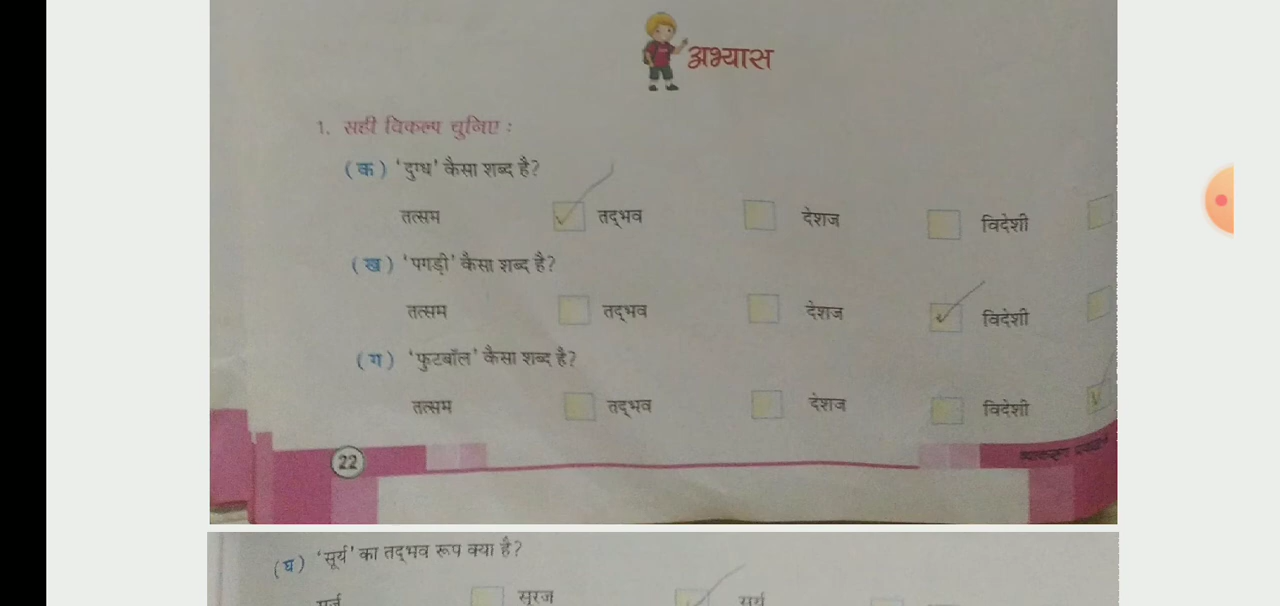 अभ्यास
1. सही विकल्प चुनिए :
(क) 'दुग्ध' कैसा शब्द है?
तत्सम तद्भव देशज विदेशी
(ख) 'पगड़ी' कैसा शब्द है?
तत्सम तद्भव देशज विदेशी
(ग) 'फुटबॉल' कैसा शब्द है?
तत्सम तद्भव देशज विदेशी
22
(घ) 'सूर्य' का तद्भव रूप क्या है?
सूरज